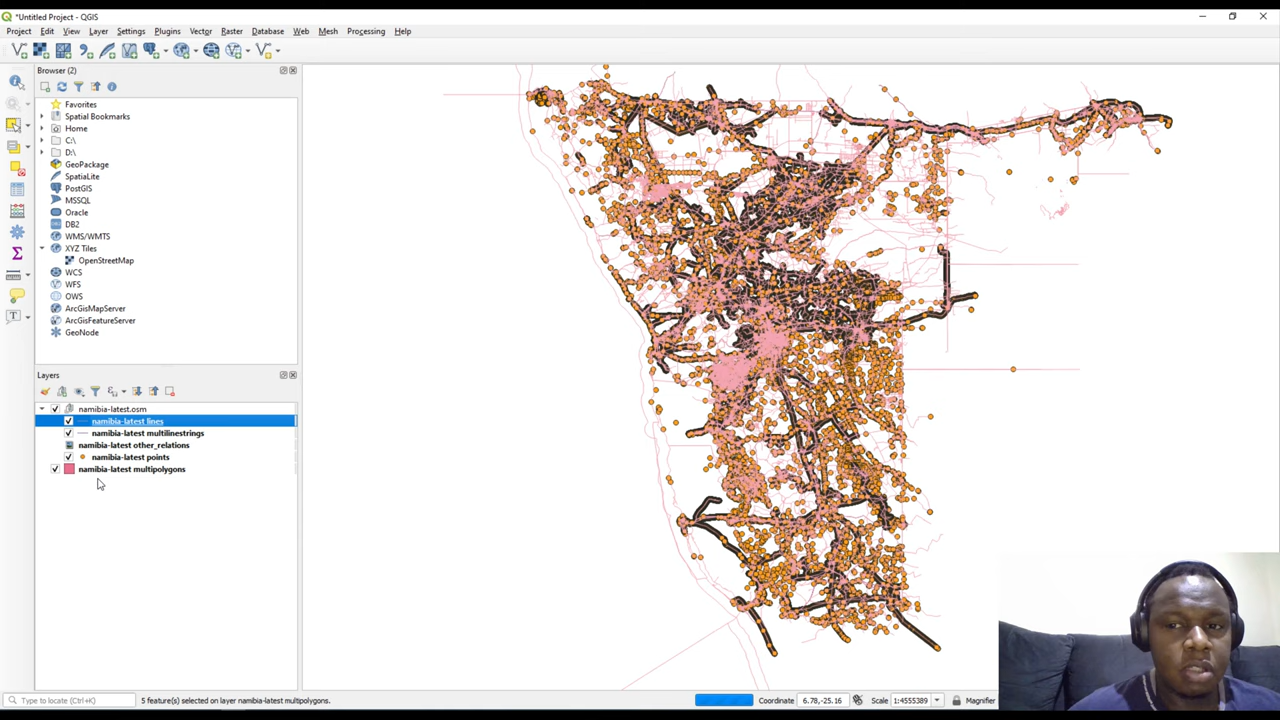 *Untitled Project - QGIS
Project Edit View Layer Settings Plugins Vector Raster Database Web Mesh Processing Help
Browser (2)
Favorites
Spatial Bookmarks
Home
C:\
D:\
GeoPackage
SpatiaLite
PostGIS
MSSQL
Oracle
DB2
WMS/WMTS
XYZ Tiles
OpenStreetMap
WCS
WFS
OWS
ArcGisMapServer
ArcGisFeatureServer
GeoNode
Layers
namibia-latest.osm
namibia-latest lines
namibia-latest multilinestrings
namibia-latest other_relations
namibia-latest points
namibia-latest multipolygons
Type to locate (Ctrl+K) 5 feature(s) selected on layer namibia-latest multipolygons. Coordinate 6.78,-25.16 Scale 1:4555389 Magnifier